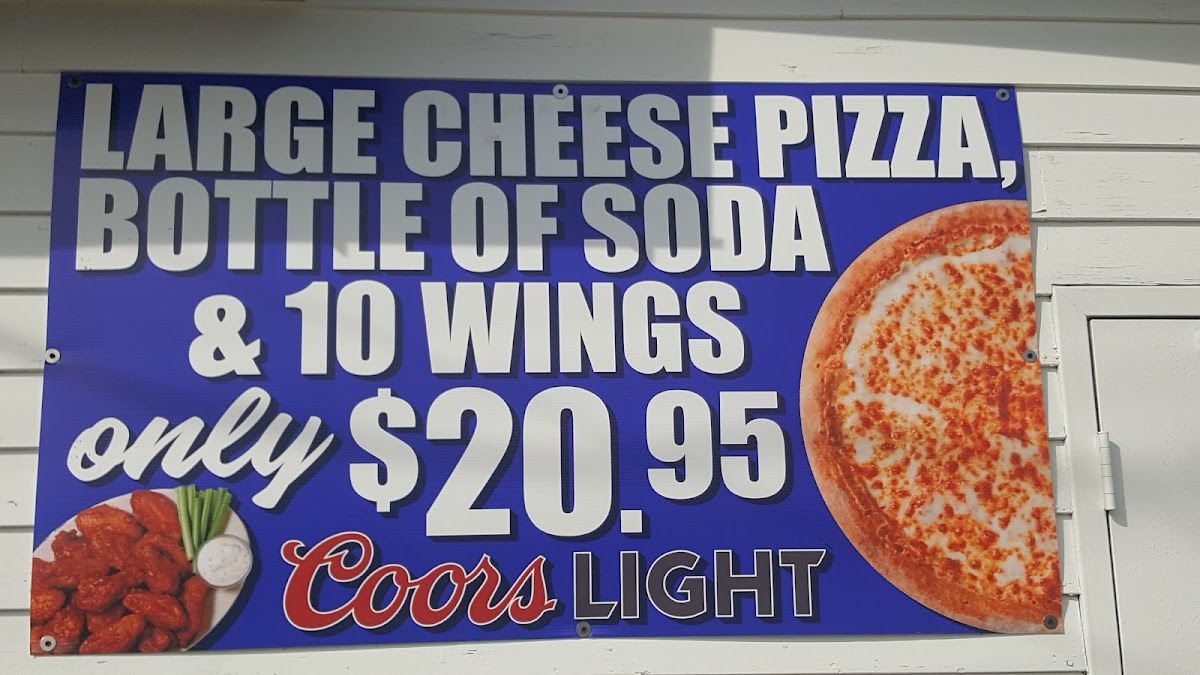 LARGE CHEESE PIZZA,
BOTTLE OF SODA
& 10 WINGS
only $20.95
Coors LIGHT